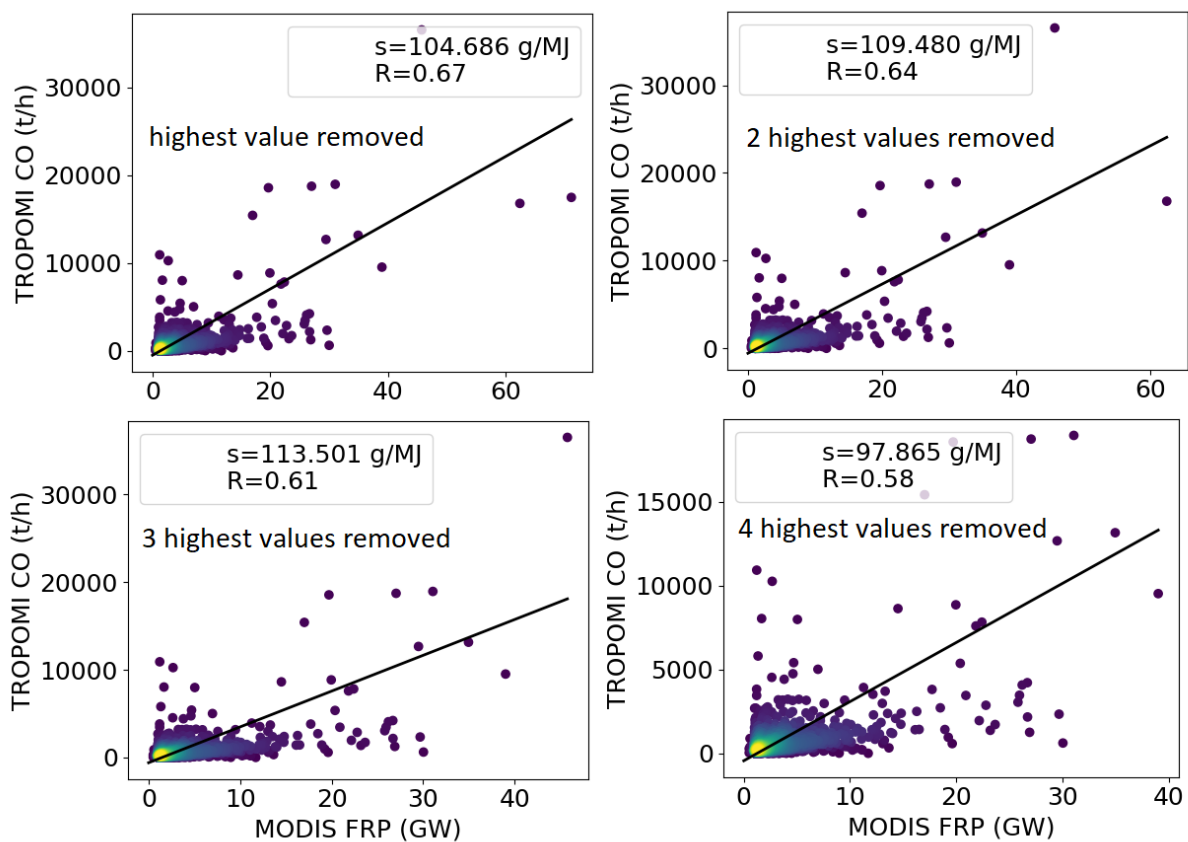 s=104.686 g/MJ
R=0.67
highest value removed
TROPOMI CO (t/h)
30000
20000
10000
0
0 20 40 60
s=109.480 g/MJ
R=0.64
2 highest values removed
TROPOMI CO (t/h)
30000
20000
10000
0
0 20 40 60
s=113.501 g/MJ
R=0.61
3 highest values removed
TROPOMI CO (t/h)
30000
20000
10000
0
0 10 20 30 40
MODIS FRP (GW)
s=97.865 g/MJ
R=0.58
4 highest values removed
TROPOMI CO (t/h)
15000
10000
5000
0
0 10 20 30 40
MODIS FRP (GW)